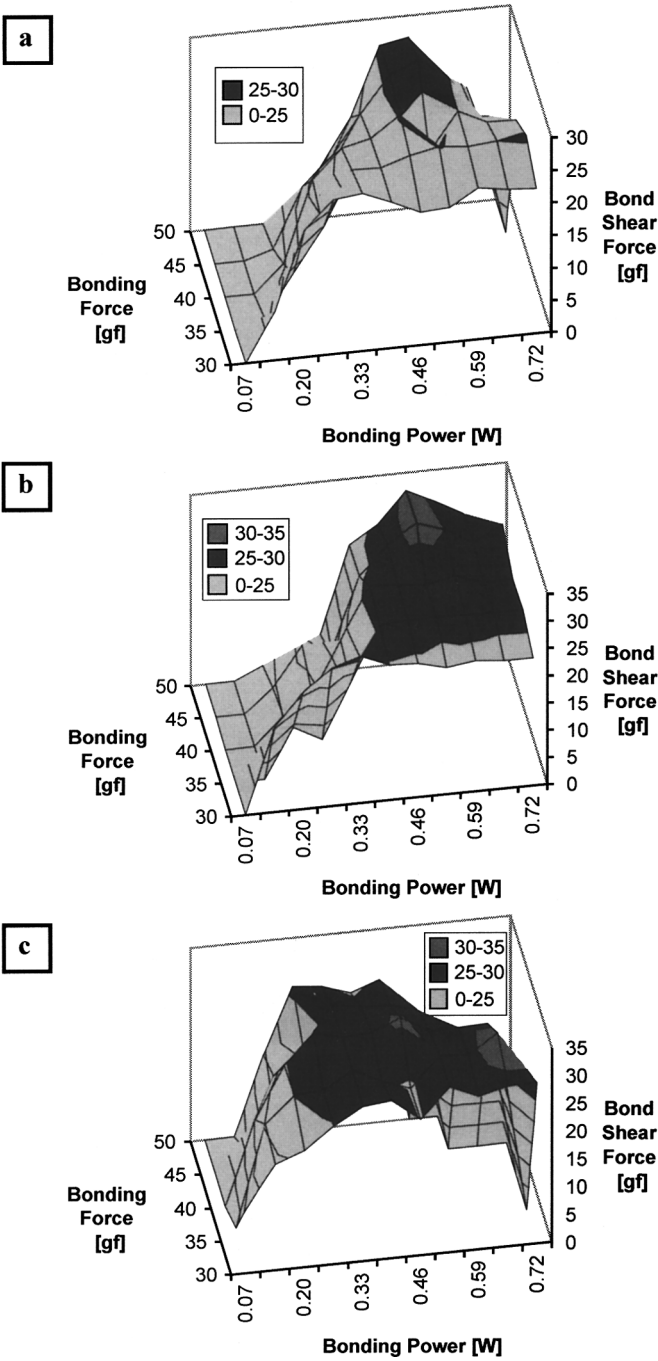 a
25-30
0-25
30
25
20
15
10
5
0
Bond
Shear
Force
[gf]
50
45
40
35
30
Bonding
Force
[gf]
0.07
0.20
0.33
0.46
0.59
0.72
Bonding Power [W]
b
30-35
25-30
0-25
35
30
25
20
15
10
5
0
Bond
Shear
Force
[gf]
50
45
40
35
30
Bonding
Force
[gf]
0.07
0.20
0.33
0.46
0.59
0.72
Bonding Power [W]
c
30-35
25-30
0-25
35
30
25
20
15
10
5
0
Bond
Shear
Force
[gf]
50
45
40
35
30
Bonding
Force
[gf]
0.07
0.20
0.33
0.46
0.59
0.72
Bonding Power [W]